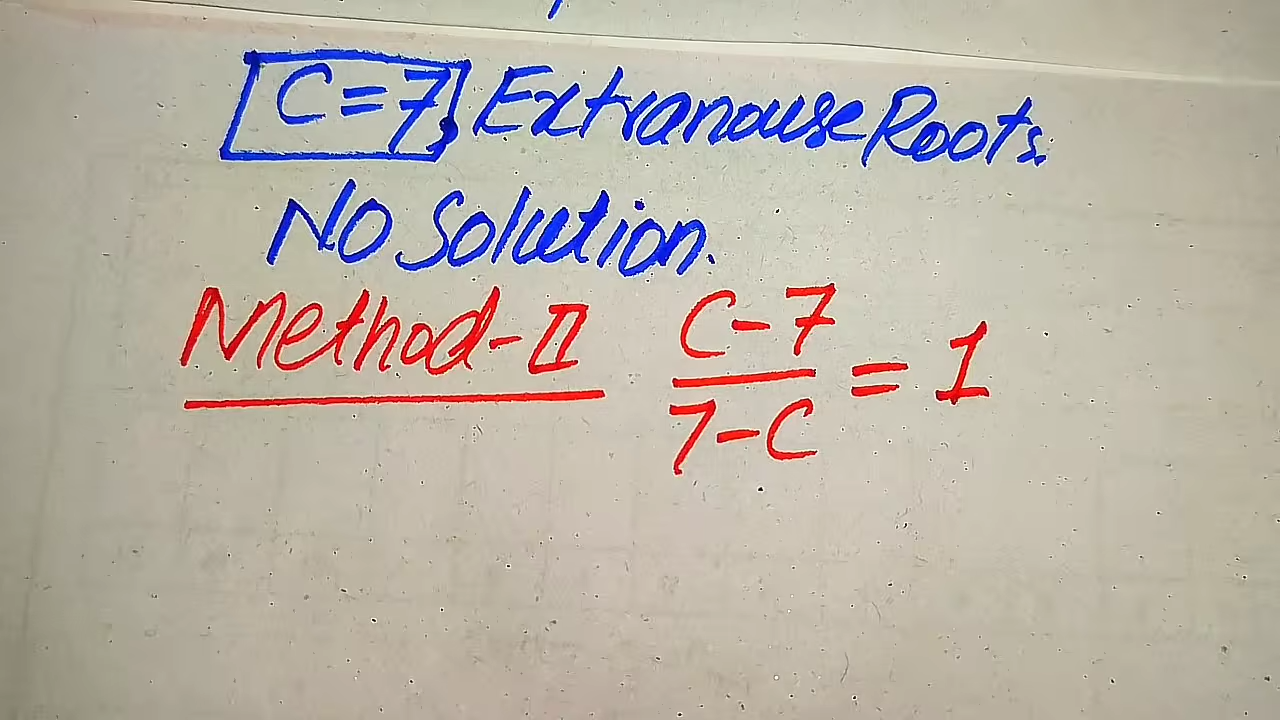 C=7, Extranouse Roots.
No Solution.
Method-II C-7/7-C = 1